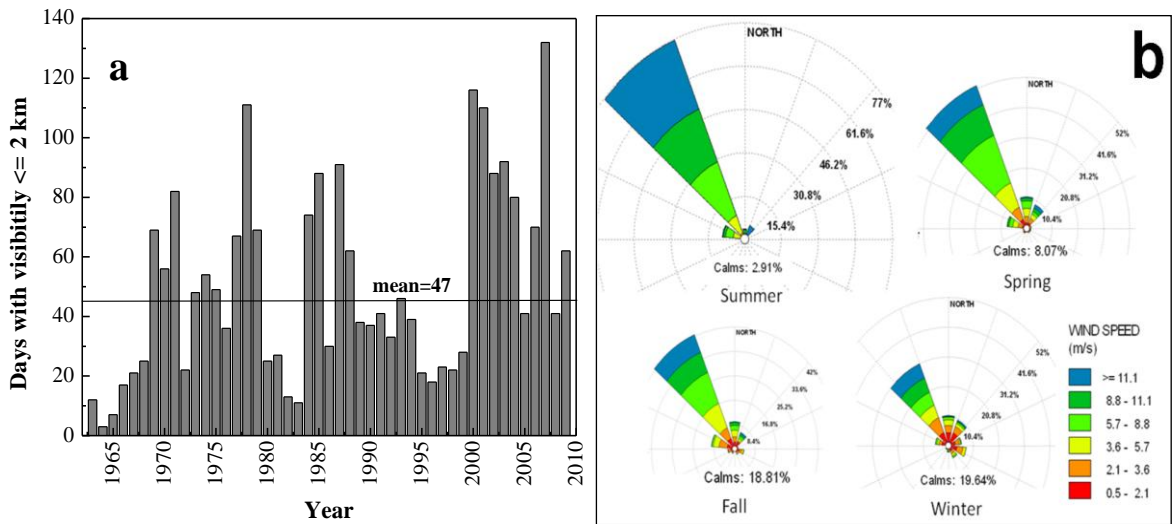 a
Days with visibitily <= 2 km
140
120
100
80
60
40
20
0
mean=47
1965
1970
1975
1980
1985
1990
1995
2000
2005
2010
Year
b
NORTH
77%
61.6%
46.2%
30.8%
15.4%
Calms: 2.91%
Summer
NORTH
52%
41.6%
31.2%
20.8%
10.4%
Calms: 8.07%
Spring
NORTH
42%
33.6%
25.2%
16.8%
8.4%
Calms: 18.81%
Fall
NORTH
52%
41.6%
31.2%
20.8%
10.4%
Calms: 19.64%
Winter
WIND SPEED
(m/s)
>= 11.1
8.8 - 11.1
5.7 - 8.8
3.6 - 5.7
2.1 - 3.6
0.5 - 2.1